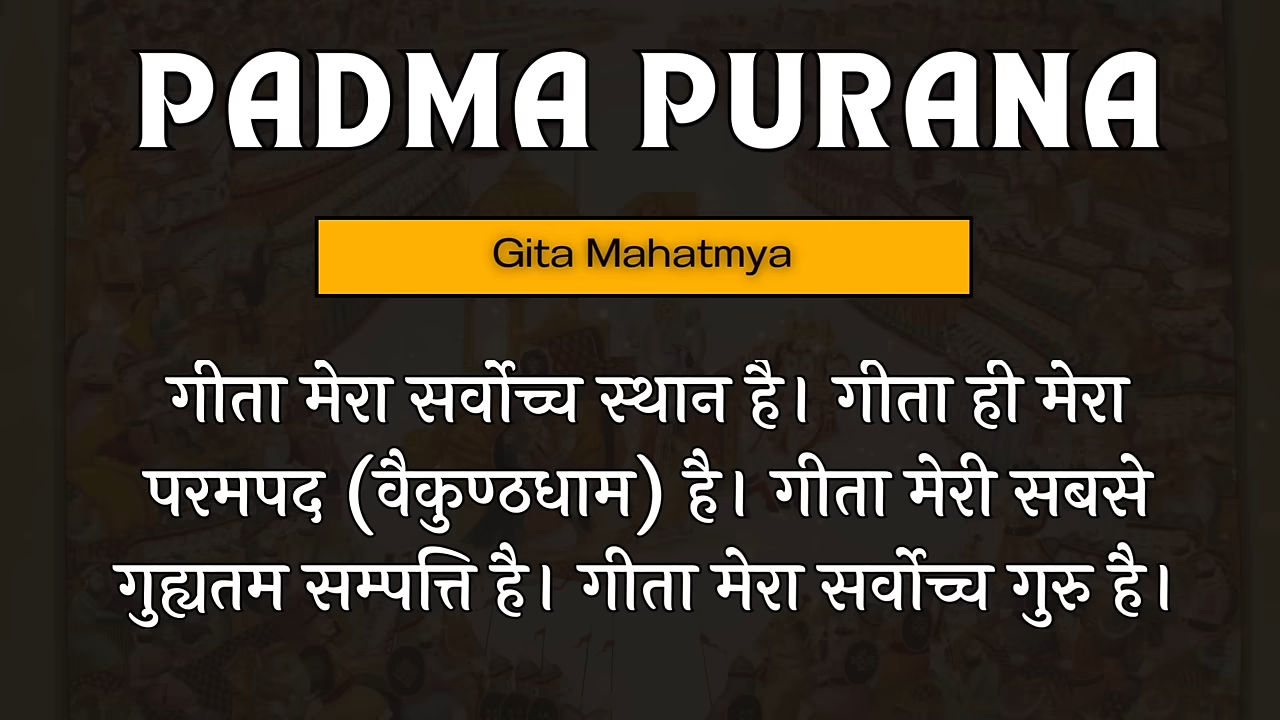 PADMA PURANA
Gita Mahatmya
गीता मेरा सर्वोच्च स्थान है। गीता ही मेरा
परमपद (वैकुण्ठधाम) है। गीता मेरी सबसे
गुह्यतम सम्पत्ति है। गीता मेरा सर्वोच्च गुरु है।